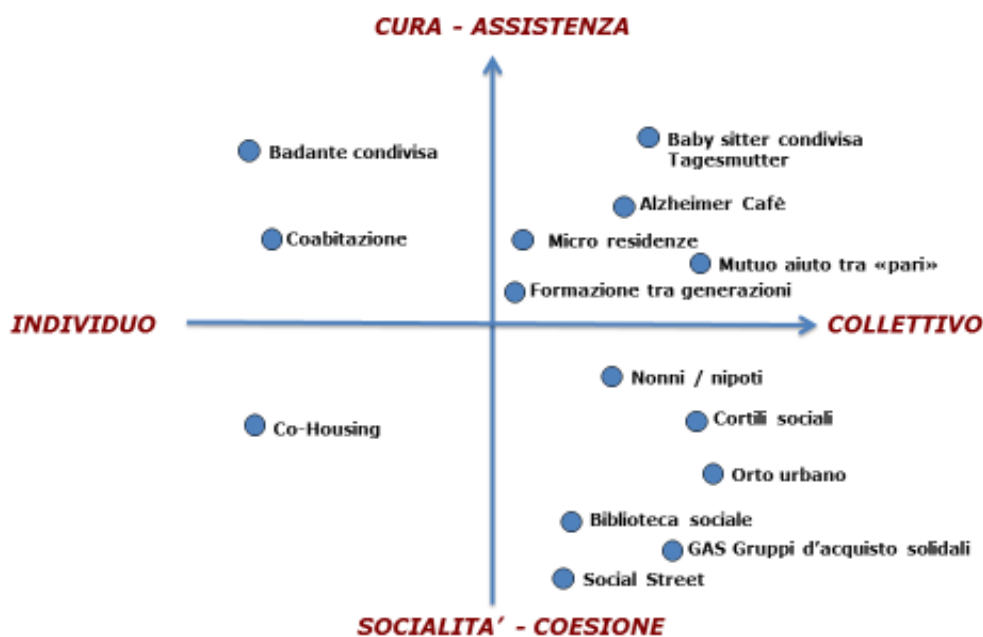 CURA - ASSISTENZA
Badante condivisa
Baby sitter condivisa
Tagesmutter
Alzheimer Cafè
Coabitazione
Micro residenze
Mutuo aiuto tra «pari»
Formazione tra generazioni
INDIVIDUO
COLLETTIVO
Nonni / nipoti
Cortili sociali
Co-Housing
Orto urbano
Biblioteca sociale
GAS Gruppi d'acquisto solidali
Social Street
SOCIALITA' - COESIONE